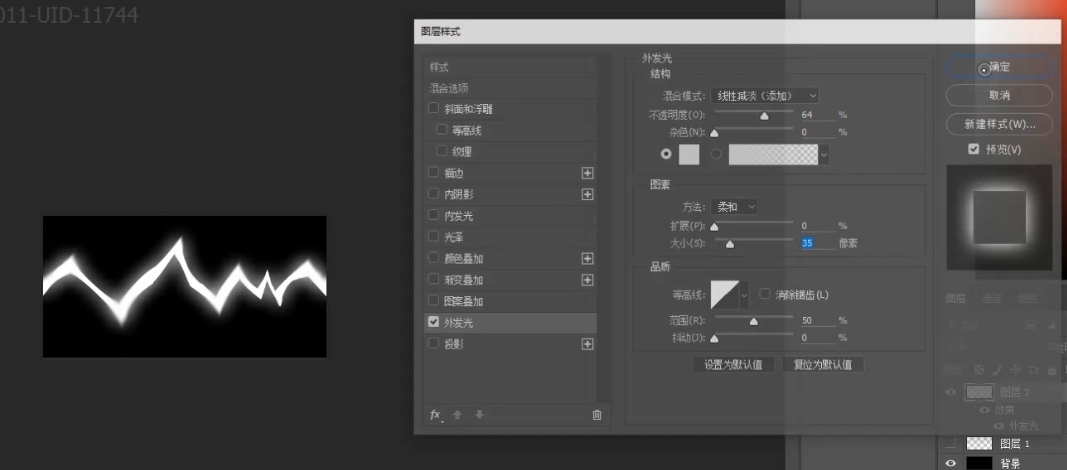 011-UID-11744
图层样式
样式
混合选项
斜面和浮雕
等高线
纹理
描边
内阴影
内发光
光泽
颜色叠加
渐变叠加
图案叠加
外发光
投影
fx
外发光
结构
混合模式: 线性减淡（添加）
不透明度(O): 64 %
杂色(N): 0 %
图素
方法: 柔和
扩展(P): 0 %
大小(S): 35 像素
品质
等高线: 消除锯齿(L)
范围(R): 50 %
抖动(J): 0 %
设置为默认值 复位为默认值
确定
取消
新建样式(W)...
预览(V)
图层 通道 路径
图层 2
效果
外发光
图层 1
背景